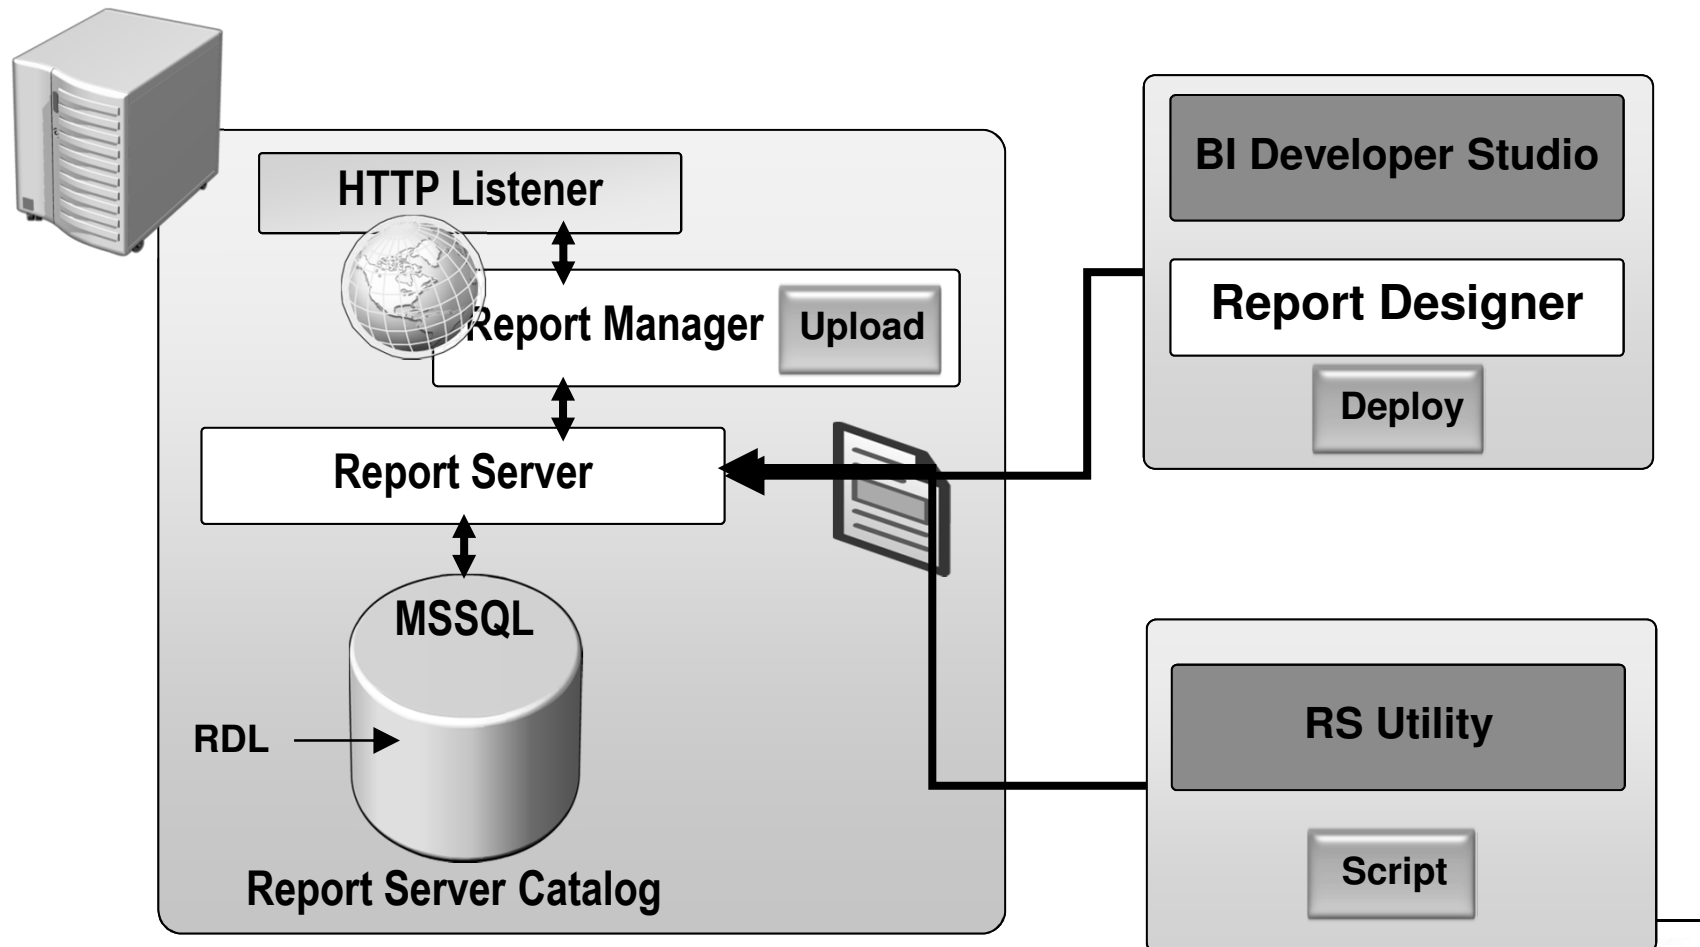 HTTP Listener
Report Manager
Upload
Report Server
MSSQL
RDL
Report Server Catalog
BI Developer Studio
Report Designer
Deploy
RS Utility
Script